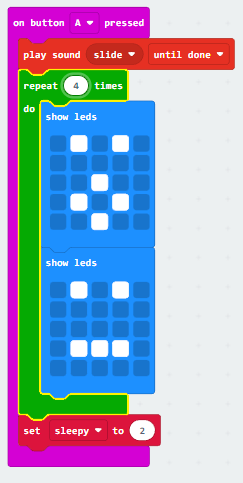 on button A pressed
play sound slide until done
repeat 4 times
do
show leds
show leds
set sleepy to 2